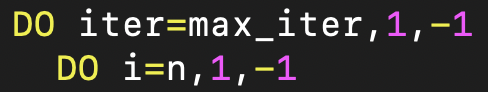 DO iter=max_iter,1,-1
DO i=n,1,-1